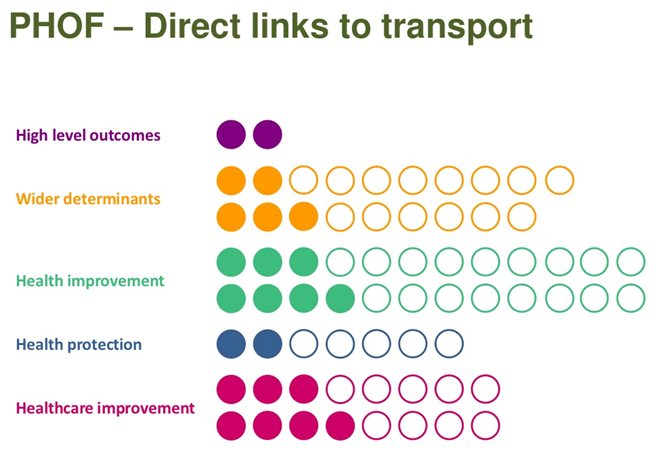 PHOF – Direct links to transport
High level outcomes
Wider determinants
Health improvement
Health protection
Healthcare improvement